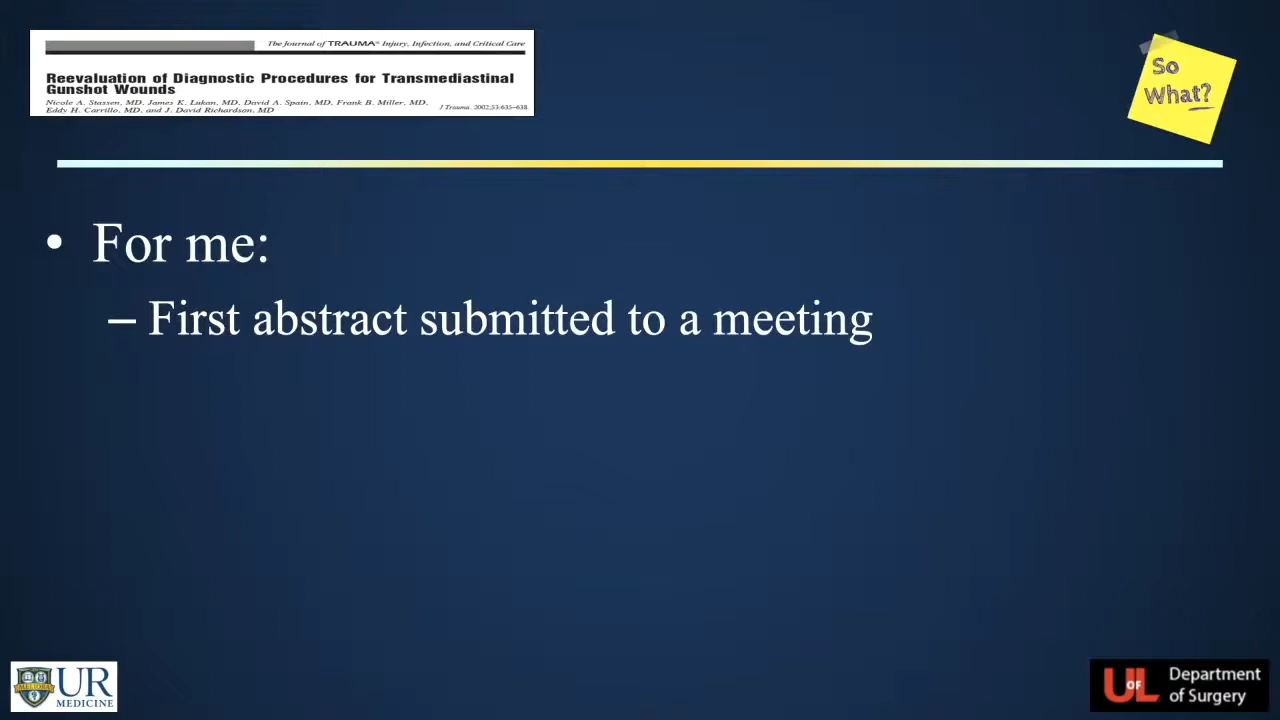 The Journal of TRAUMA® Injury, Infection, and Critical Care
Reevaluation of Diagnostic Procedures for Transmediastinal
Gunshot Wounds
Nicole A. Stassen, MD, James K. Lukan, MD, David A. Spain, MD, Frank B. Miller, MD,
Eddy H. Carrillo, MD, and J. David Richardson, MD
J Trauma. 2002;53:635–638.
So
What?
• For me:
– First abstract submitted to a meeting
MELIORA
UR
MEDICINE
UofL
Department
of Surgery